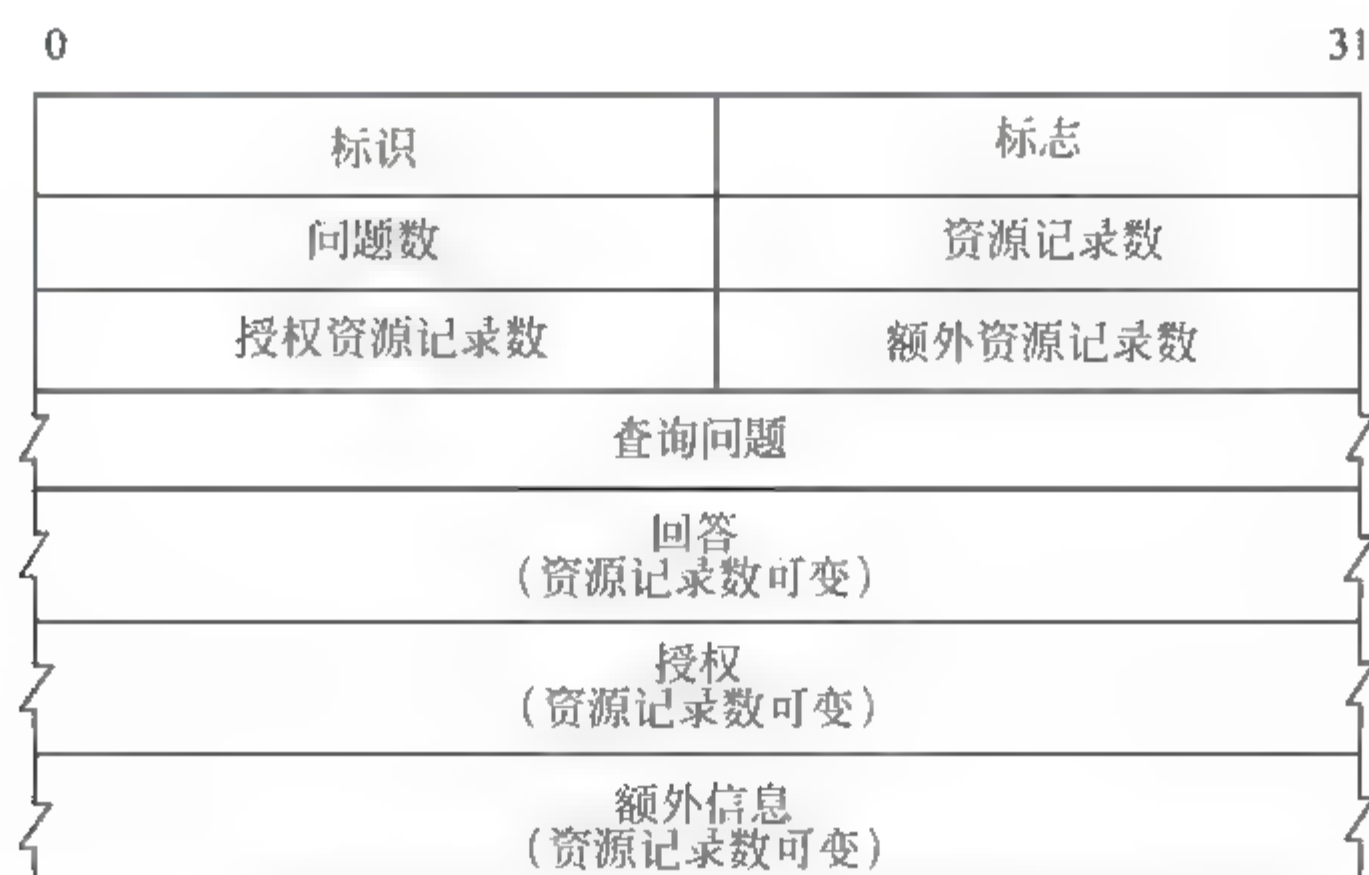 0 31
标识 标志
问题数 资源记录数
授权资源记录数 额外资源记录数
查询问题
回答
(资源记录数可变)
授权
(资源记录数可变)
额外信息
(资源记录数可变)